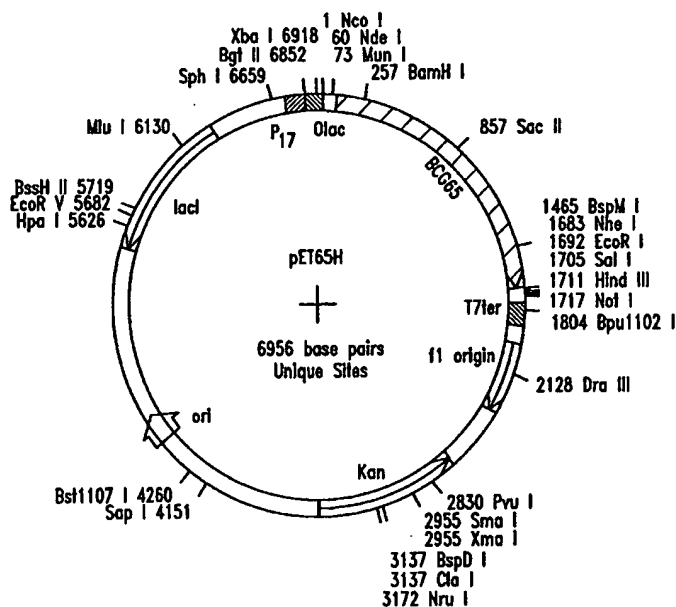 1 Nco I
Xba I 6918
60 Nde I
Bgt II 6852
73 Mun I
257 BamH I
Sph I 6659
Mlu I 6130
P17
Olac
857 Sac II
BCG65
BssH II 5719
EcoR V 5682
Hpa I 5626
lacI
1465 BspM I
1683 Nhe I
1692 EcoR I
1705 Sal I
1711 Hind III
1717 Not I
1804 Bpu1102 I
pET65H
T7ter
6956 base pairs
Unique Sites
f1 origin
2128 Dra III
ori
Kan
Bst1107 I 4260
Sap I 4151
2830 Pvu I
2955 Sma I
2955 Xma I
3137 BspD I
3137 Cla I
3172 Nru I